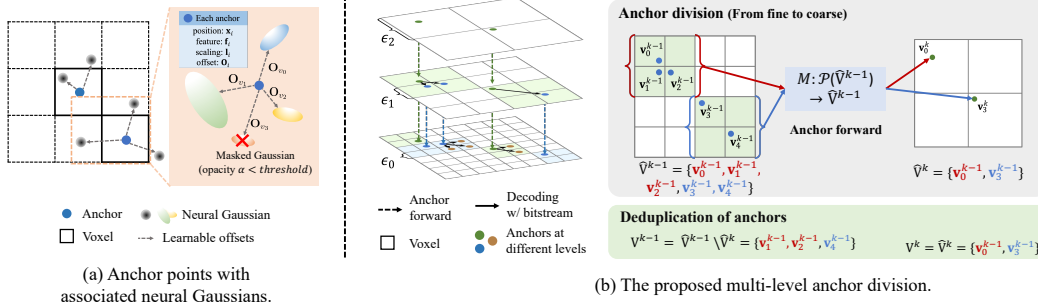 Each anchor
position: x_i
feature: f_i
scaling: l_i
offset: O_i
O_{v_0}
O_{v_1}
O_{v_2}
O_{v_3}
Masked Gaussian
(opacity α < threshold)
Anchor
Neural Gaussian
Voxel
Learnable offsets
(a) Anchor points with
associated neural Gaussians.
ϵ_2
ϵ_1
ϵ_0
Anchor
forward
Decoding
w/ bitstream
Voxel
Anchors at
different levels
Anchor division (From fine to coarse)
v_0^{k−1}
v_1^{k−1} v_2^{k−1}
v_3^{k−1}
v_4^{k−1}
M: 𝒫(V̂^{k−1})
→ V̂^{k−1}
Anchor forward
v_0^k
v_3^k
V̂^{k−1} = {v_0^{k−1}, v_1^{k−1},
v_2^{k−1}, v_3^{k−1}, v_4^{k−1}}
V̂^k = {v_0^{k−1}, v_3^{k−1}}
Deduplication of anchors
V^{k−1} = V̂^{k−1} \ V̂^k = {v_1^{k−1}, v_2^{k−1}, v_4^{k−1}}
V^k = V̂^k = {v_0^{k−1}, v_3^{k−1}}
(b) The proposed multi-level anchor division.